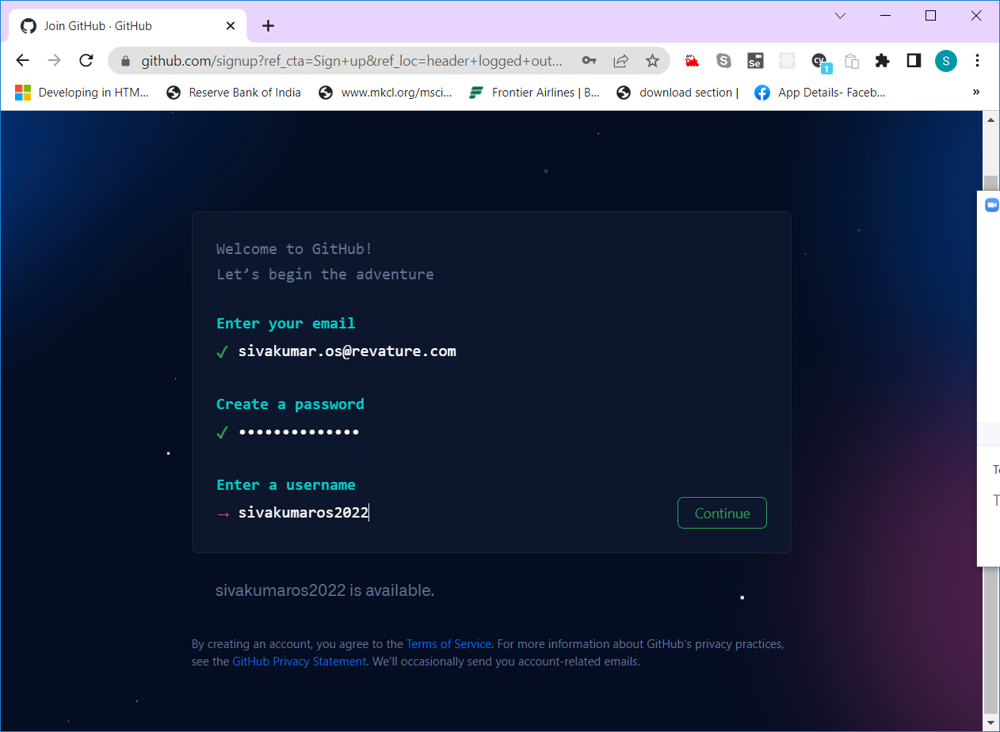 Join GitHub · GitHub
github.com/signup?ref_cta=Sign+up&ref_loc=header+logged+out...
Se
CY
1
S
Developing in HTM...
Reserve Bank of India
www.mkcl.org/msci...
Frontier Airlines | B...
download section |
App Details- Faceb...
»
Welcome to GitHub!
Let’s begin the adventure
Enter your email
✓ sivakumar.os@revature.com
Create a password
✓ ••••••••••••••
Enter a username
→ sivakumaros2022
Continue
sivakumaros2022 is available.
By creating an account, you agree to the Terms of Service. For more information about GitHub's privacy practices,
see the GitHub Privacy Statement. We'll occasionally send you account-related emails.